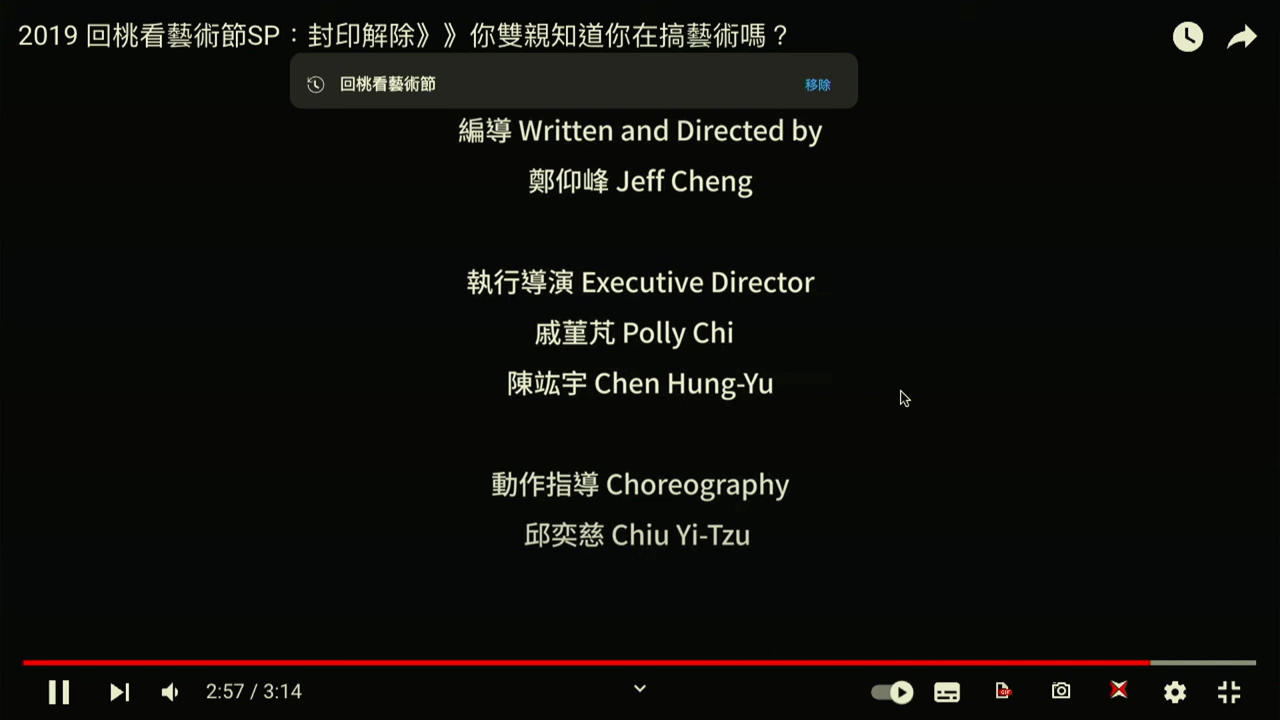 2019 回桃看藝術節SP：封印解除》》你雙親知道你在搞藝術嗎？
回桃看藝術節 移除
編導 Written and Directed by
鄭仰峰 Jeff Cheng
執行導演 Executive Director
戚菫芃 Polly Chi
陳竑宇 Chen Hung-Yu
動作指導 Choreography
邱奕慈 Chiu Yi-Tzu
2:57 / 3:14
GIF